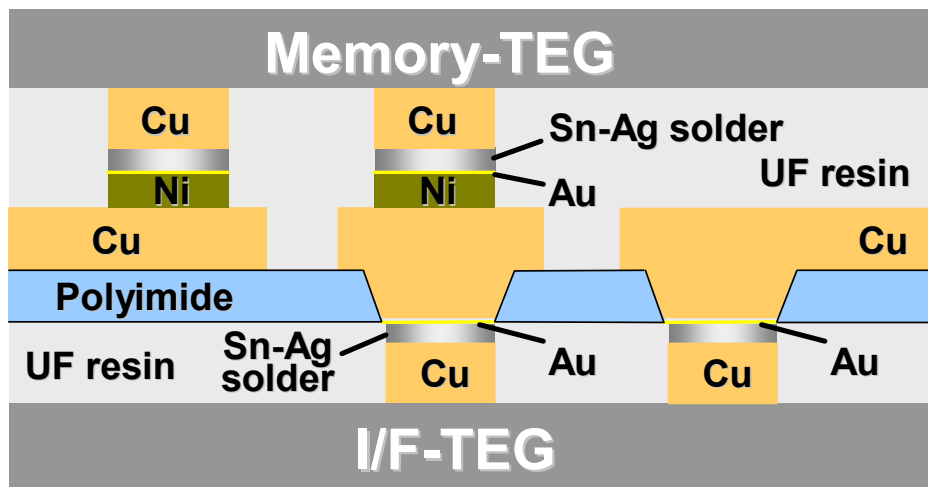 Memory-TEG
Cu
Cu
Sn-Ag solder
UF resin
Ni
Ni
Au
Cu
Cu
Polyimide
UF resin
Sn-Ag
solder
Cu
Au
Cu
Au
I/F-TEG